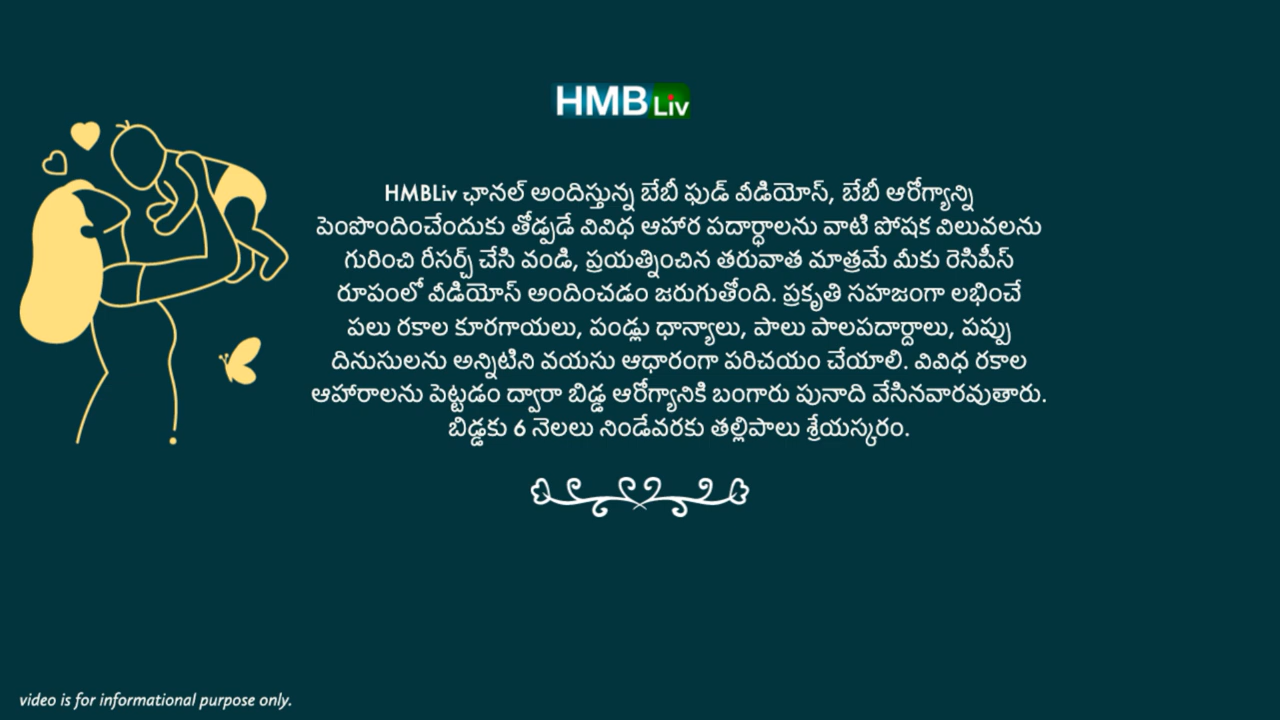 HMB Liv
HMBLiv ఛానల్ అందిస్తున్న బేబీ ఫుడ్ వీడియోస్, బేబీ ఆరోగ్యాన్ని
పెంపొందించేందుకు తోడ్పడే వివిధ ఆహార పదార్ధాలను వాటి పోషక విలువలను
గురించి రీసర్చ్ చేసి వండి, ప్రయత్నించిన తరువాత మాత్రమే మీకు రెసిపీస్
రూపంలో వీడియోస్ అందించడం జరుగుతోంది. ప్రకృతి సహజంగా లభించే
పలు రకాల కూరగాయలు, పండ్లు ధాన్యాలు, పాలు పాలపదార్దాలు, పప్పు
దినుసులను అన్నిటిని వయసు ఆధారంగా పరిచయం చేయాలి. వివిధ రకాల
ఆహారాలను పెట్టడం ద్వారా బిడ్డ ఆరోగ్యానికి బంగారు పునాది వేసినవారవుతారు.
బిడ్డకు 6 నెలలు నిండేవరకు తల్లిపాలు శ్రేయస్కరం.
video is for informational purpose only.